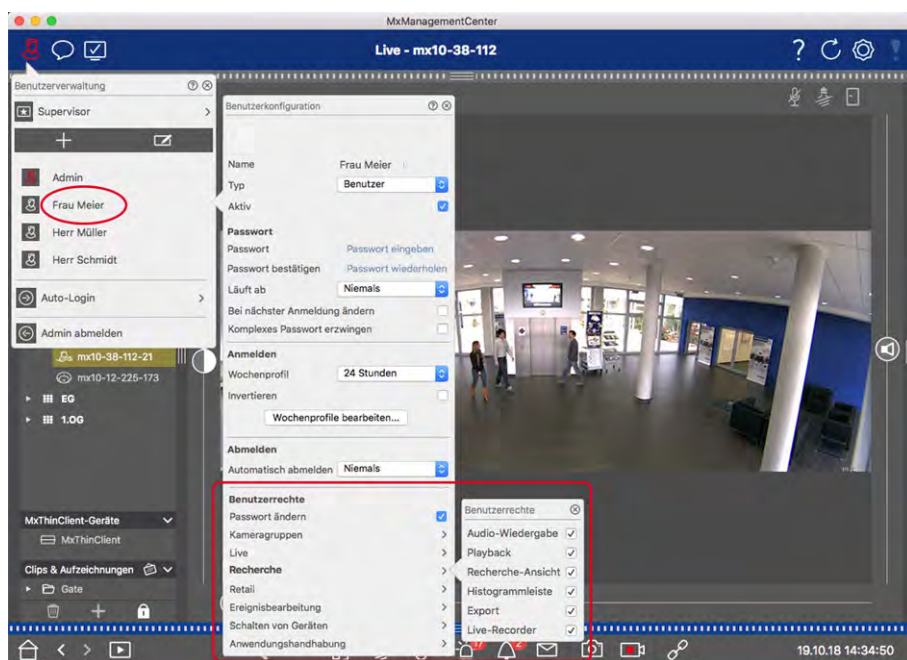 MxManagementCenter
Live - mx10-38-112
Benutzerverwaltung
Supervisor
Admin
Frau Meier
Herr Müller
Herr Schmidt
Auto-Login
Admin abmelden
mx10-38-112-21
mx10-12-225-173
EG
1.OG
MxThinClient-Geräte
MxThinClient
Clips & Aufzeichnungen
Gate
Benutzerkonfiguration
Name Frau Meier
Typ Benutzer
Aktiv
Passwort
Passwort Passwort eingeben
Passwort bestätigen Passwort wiederholen
Läuft ab Niemals
Bei nächster Anmeldung ändern
Komplexes Passwort erzwingen
Anmelden
Wochenprofil 24 Stunden
Invertieren
Wochenprofile bearbeiten...
Abmelden
Automatisch abmelden Niemals
Benutzerrechte
Passwort ändern
Kameragruppen
Live
Recherche
Retail
Ereignisbearbeitung
Schalten von Geräten
Anwendungshandhabung
Benutzerrechte
Audio-Wiedergabe
Playback
Recherche-Ansicht
Histogrammleiste
Export
Live-Recorder
17
2
19.10.18 14:34:50